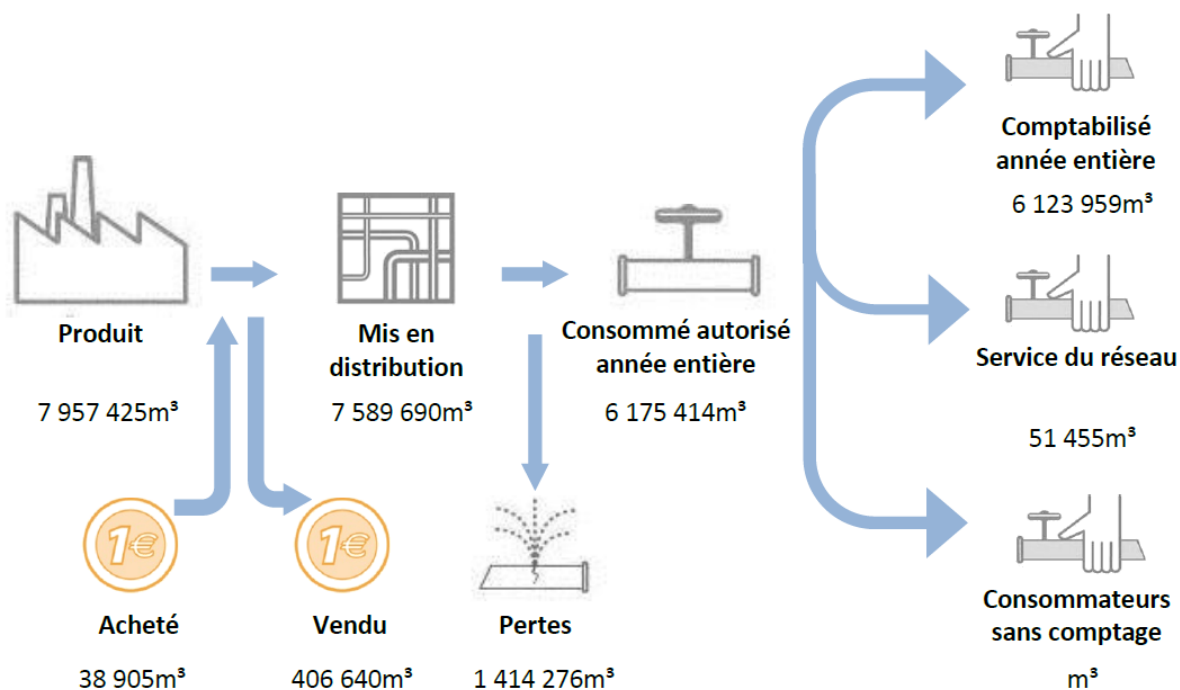 Produit
7 957 425m³
Acheté
38 905m³
1€
Vendu
406 640m³
1€
Mis en
distribution
7 589 690m³
Pertes
1 414 276m³
Consommé autorisé
année entière
6 175 414m³
Comptabilisé
année entière
6 123 959m³
Service du réseau
51 455m³
Consommateurs
sans comptage
m³